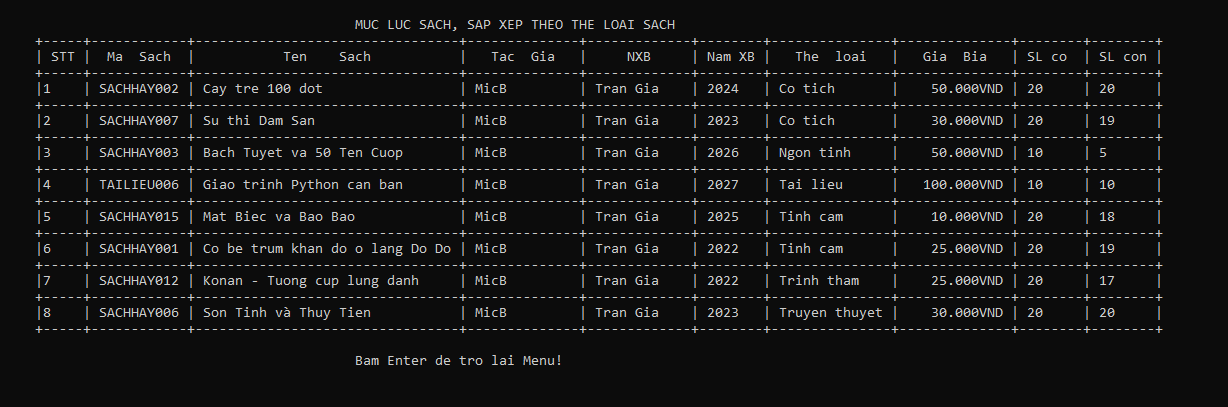 MUC LUC SACH, SAP XEP THEO THE LOAI SACH
| STT | Ma Sach | Ten Sach | Tac Gia | NXB | Nam XB | The loai | Gia Bia | SL co | SL con |
|1 | SACHHAY002 | Cay tre 100 dot | MicB | Tran Gia | 2024 | Co tich | 50.000VND | 20 | 20 |
|2 | SACHHAY007 | Su thi Dam San | MicB | Tran Gia | 2023 | Co tich | 30.000VND | 20 | 19 |
|3 | SACHHAY003 | Bach Tuyet va 50 Ten Cuop | MicB | Tran Gia | 2026 | Ngon tinh | 50.000VND | 10 | 5 |
|4 | TAILIEU006 | Giao trinh Python can ban | MicB | Tran Gia | 2027 | Tai lieu | 100.000VND | 10 | 10 |
|5 | SACHHAY015 | Mat Biec va Bao Bao | MicB | Tran Gia | 2025 | Tinh cam | 10.000VND | 20 | 18 |
|6 | SACHHAY001 | Co be trum khan do o lang Do Do | MicB | Tran Gia | 2022 | Tinh cam | 25.000VND | 20 | 19 |
|7 | SACHHAY012 | Konan - Tuong cup lung danh | MicB | Tran Gia | 2022 | Trinh tham | 25.000VND | 20 | 17 |
|8 | SACHHAY006 | Son Tinh và Thuy Tien | MicB | Tran Gia | 2023 | Truyen thuyet | 30.000VND | 20 | 20 |
Bam Enter de tro lai Menu!